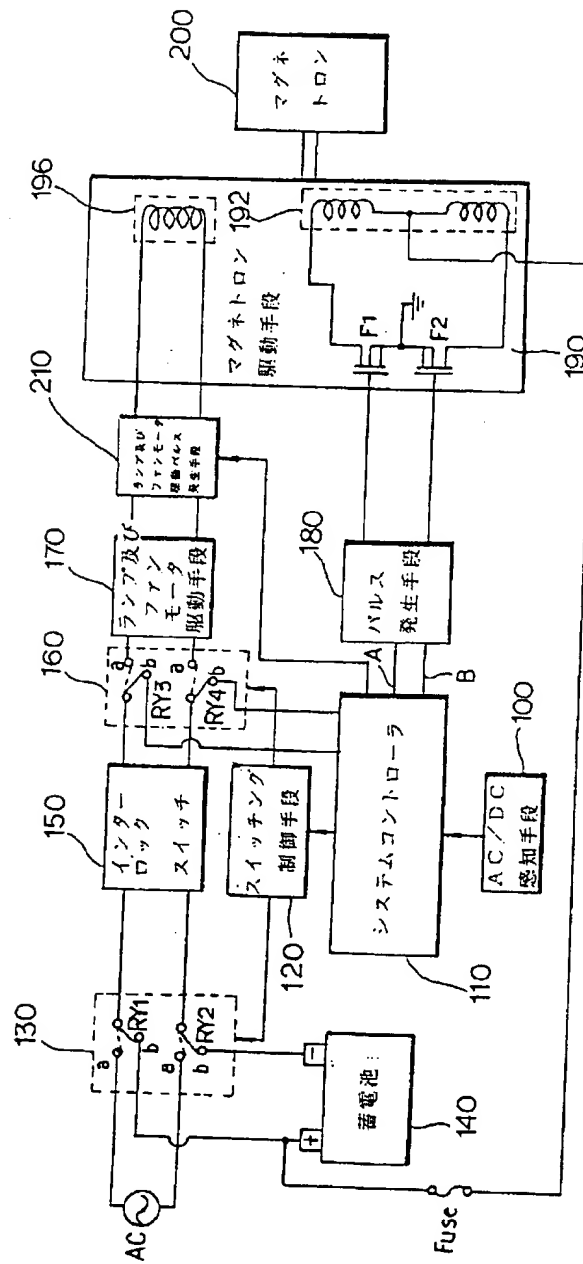 200
マグネ
トロン
196
192
マグネトロン
駆動手段
F1
F2
190
210
ランプ及び
ファンモータ
駆動パルス
発生手段
170
ランプ及び
ファン
モータ
駆動手段
180
パルス
発生手段
A
B
160
a
b
RY3
a
b
RY4
150
インター
ロック
スイッチ
スイッチング
制御手段
120
システムコントローラ
110
100
AC/DC
感知手段
130
a
b
RY1
a
b
RY2
AC
+
-
蓄電池
140
Fuse